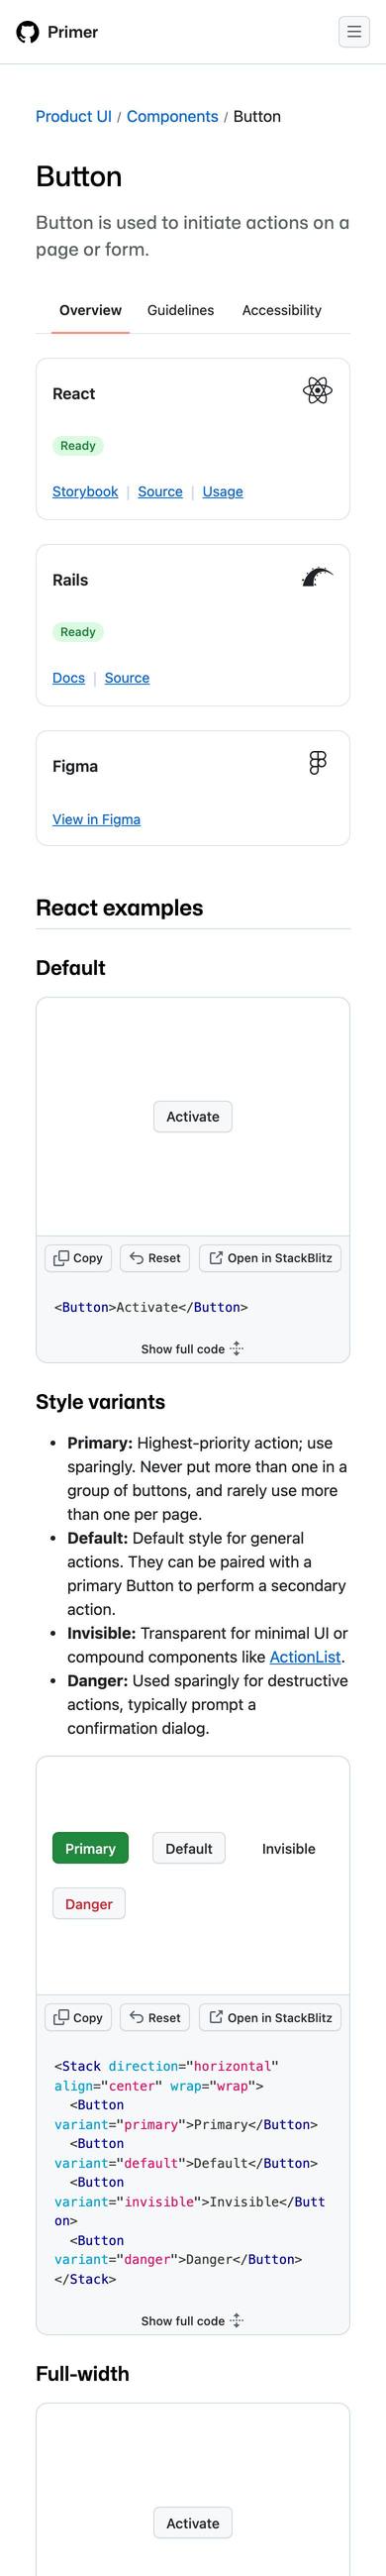 Primer
Product UI / Components / Button
Button
Button is used to initiate actions on a
page or form.
Overview Guidelines Accessibility
React
Ready
Storybook | Source | Usage
Rails
Ready
Docs | Source
Figma
View in Figma
React examples
Default
Activate
Copy Reset Open in StackBlitz
<Button>Activate</Button>
Show full code
Style variants
• Primary: Highest-priority action; use
sparingly. Never put more than one in a
group of buttons, and rarely use more
than one per page.
• Default: Default style for general
actions. They can be paired with a
primary Button to perform a secondary
action.
• Invisible: Transparent for minimal UI or
compound components like ActionList.
• Danger: Used sparingly for destructive
actions, typically prompt a
confirmation dialog.
Primary Default Invisible
Danger
Copy Reset Open in StackBlitz
<Stack direction="horizontal"
align="center" wrap="wrap">
<Button
variant="primary">Primary</Button>
<Button
variant="default">Default</Button>
<Button
variant="invisible">Invisible</Butt
on>
<Button
variant="danger">Danger</Button>
</Stack>
Show full code
Full-width
Activate